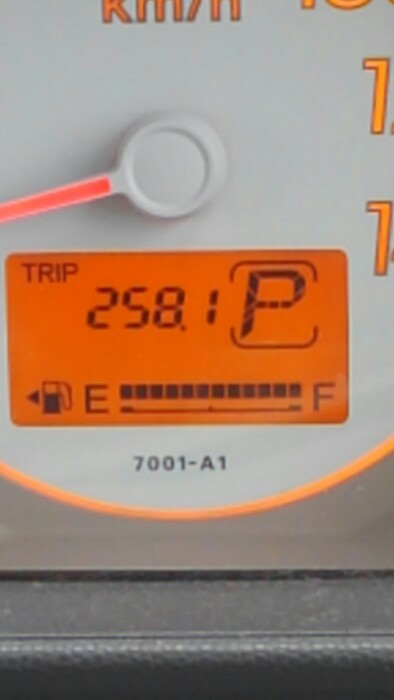 km/h
TRIP
258.1 P
E F
7001-A1